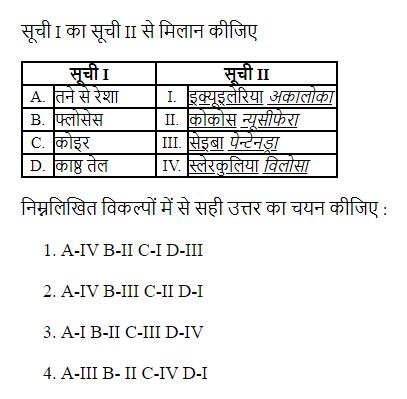 सूची I का सूची II से मिलान कीजिए
सूची I सूची II
A. तने से रेशा I. इक्यूइलेरिया अकालोका
B. फ्लोसेस II. कोकोस न्यूसीफेरा
C. कोइर III. सेइबा पेन्टेनड्रा
D. काष्ठ तेल IV. स्लेरकुलिया विलोसा
निम्नलिखित विकल्पों में से सही उत्तर का चयन कीजिए :
1. A-IV B-II C-I D-III
2. A-IV B-III C-II D-I
3. A-I B-II C-III D-IV
4. A-III B- II C-IV D-I